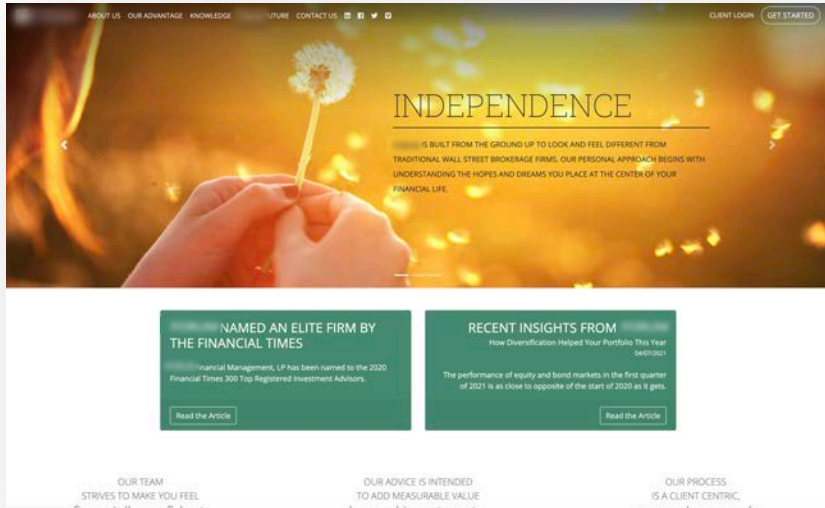 ABOUT US OUR ADVANTAGE KNOWLEDGE UTURE CONTACT US
CLIENT LOGIN GET STARTED
INDEPENDENCE
IS BUILT FROM THE GROUND UP TO LOOK AND FEEL DIFFERENT FROM
TRADITIONAL WALL STREET BROKERAGE FIRMS. OUR PERSONAL APPROACH BEGINS WITH
UNDERSTANDING THE HOPES AND DREAMS YOU PLACE AT THE CENTER OF YOUR
FINANCIAL LIFE.
NAMED AN ELITE FIRM BY
THE FINANCIAL TIMES
inancial Management, LP has been named to the 2020
Financial Times 300 Top Registered Investment Advisors.
Read the Article
RECENT INSIGHTS FROM
How Diversification Helped Your Portfolio This Year
04/07/2021
The performance of equity and bond markets in the first quarter
of 2021 is as close to opposite of the start of 2020 as it gets.
Read the Article
OUR TEAM
STRIVES TO MAKE YOU FEEL
OUR ADVICE IS INTENDED
TO ADD MEASURABLE VALUE
OUR PROCESS
IS A CLIENT CENTRIC,